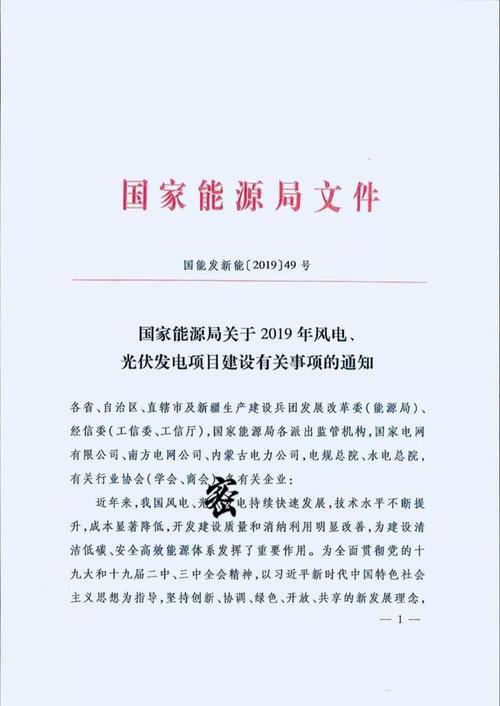 国家能源局文件
国能发新能〔2019〕49 号
国家能源局关于 2019 年风电、
光伏发电项目建设有关事项的通知
各省、自治区、直辖市及新疆生产建设兵团发展改革委(能源局)、
经信委(工信委、工信厅),国家能源局各派出监管机构,国家电网
有限公司、南方电网公司、内蒙古电力公司,电规总院、水电总院,
有关行业协会(学会、商会)、各有关企业:
密
近年来,我国风电、光电持续快速发展,技术水平不断提
升,成本显著降低,开发建设质量和消纳利用明显改善,为建设清
洁低碳、安全高效能源体系发挥了重要作用。为全面贯彻党的十
九大和十九届二中、三中全会精神,以习近平新时代中国特色社会
主义思想为指导,坚持创新、协调、绿色、开放、共享的新发展理念,
— 1 —